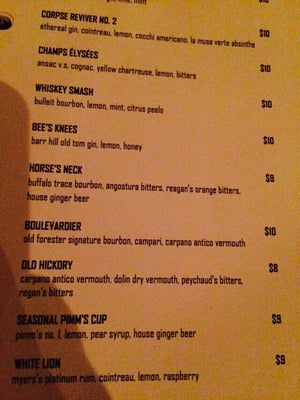 CORPSE REVIVER NO. 2
ethereal gin, cointreau, lemon, cocchi americano, la muse verte absinthe $10
CHAMPS ÉLYSÉES
ansac v.s. cognac, yellow chartreuse, lemon, bitters $10
WHISKEY SMASH
bulleit bourbon, lemon, mint, citrus peels $10
BEE'S KNEES
barr hill old tom gin, lemon, honey $10
HORSE'S NECK
buffalo trace bourbon, angostura bitters, reagan's orange bitters, $9
house ginger beer
BOULEVARDIER
old forester signature bourbon, campari, carpano antico vermouth $10
OLD HICKORY
carpano antico vermouth, dolin dry vermouth, peychaud's bitters, $8
regan's bitters
SEASONAL PIMM'S CUP
pimm's no. 1, lemon, pear syrup, house ginger beer $9
WHITE LION
myers's platinum rum, cointreau, lemon, raspberry $9